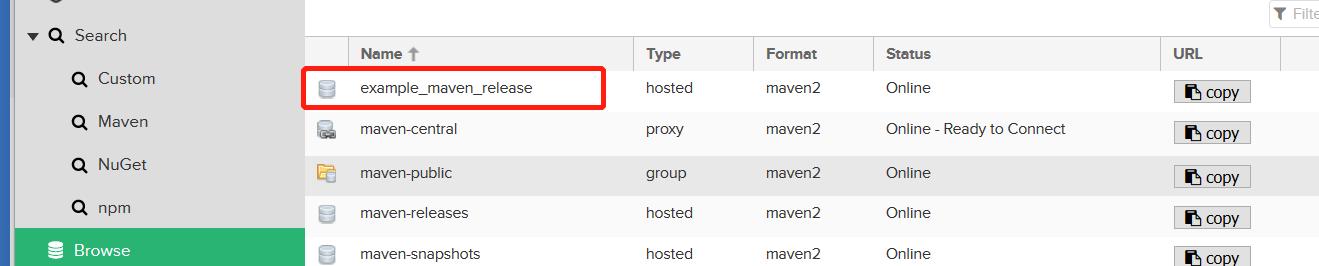 Search
Custom
Maven
NuGet
npm
Browse
Filte
Name Type Format Status URL
example_maven_release hosted maven2 Online copy
maven-central proxy maven2 Online - Ready to Connect copy
maven-public group maven2 Online copy
maven-releases hosted maven2 Online copy
maven-snapshots hosted maven2 Online copy